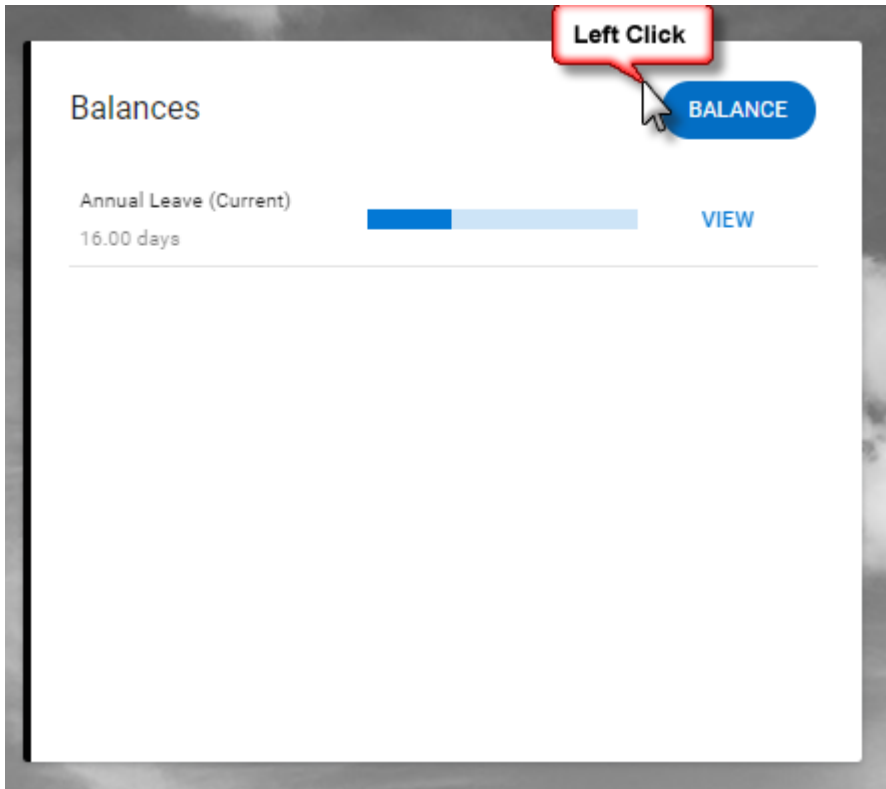 Left Click
Balances
BALANCE
Annual Leave (Current)
16.00 days
VIEW